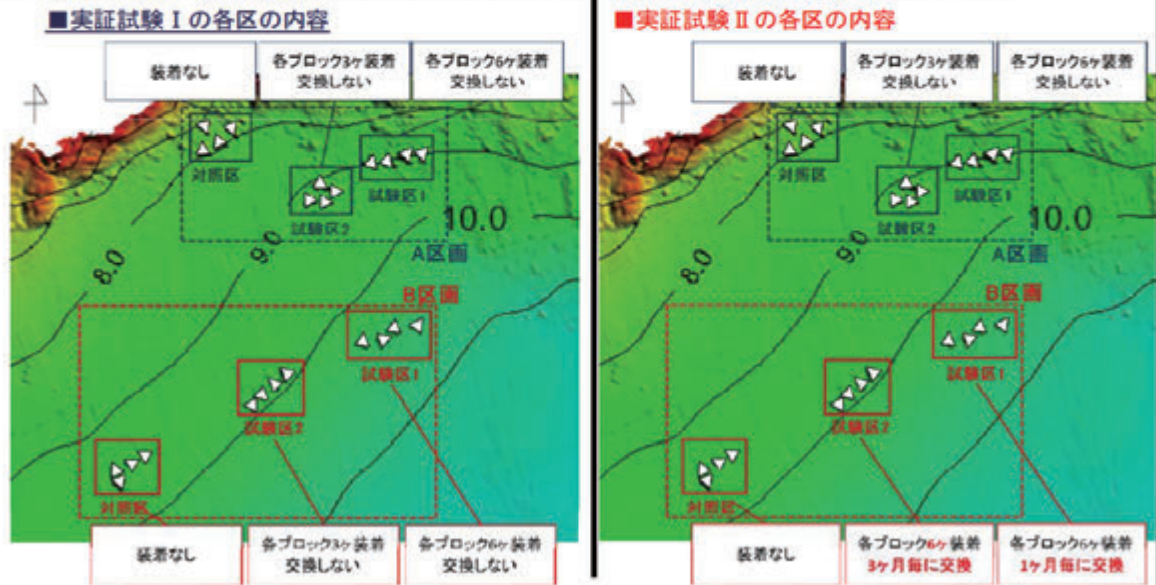 ■実証試験Ⅰの各区の内容
装着なし
各ブロック3ヶ装着
交換しない
各ブロック6ヶ装着
交換しない
対照区
試験区1
試験区2
10.0
A区画
8.0
9.0
B区画
試験区1
試験区2
対照区
装着なし
各ブロック3ヶ装着
交換しない
各ブロック6ヶ装着
交換しない
■実証試験Ⅱの各区の内容
装着なし
各ブロック3ヶ装着
交換しない
各ブロック6ヶ装着
交換しない
対照区
試験区1
試験区2
10.0
A区画
8.0
9.0
B区画
試験区1
試験区2
対照区
装着なし
各ブロック6ヶ装着
3ヶ月毎に交換
各ブロック6ヶ装着
1ヶ月毎に交換